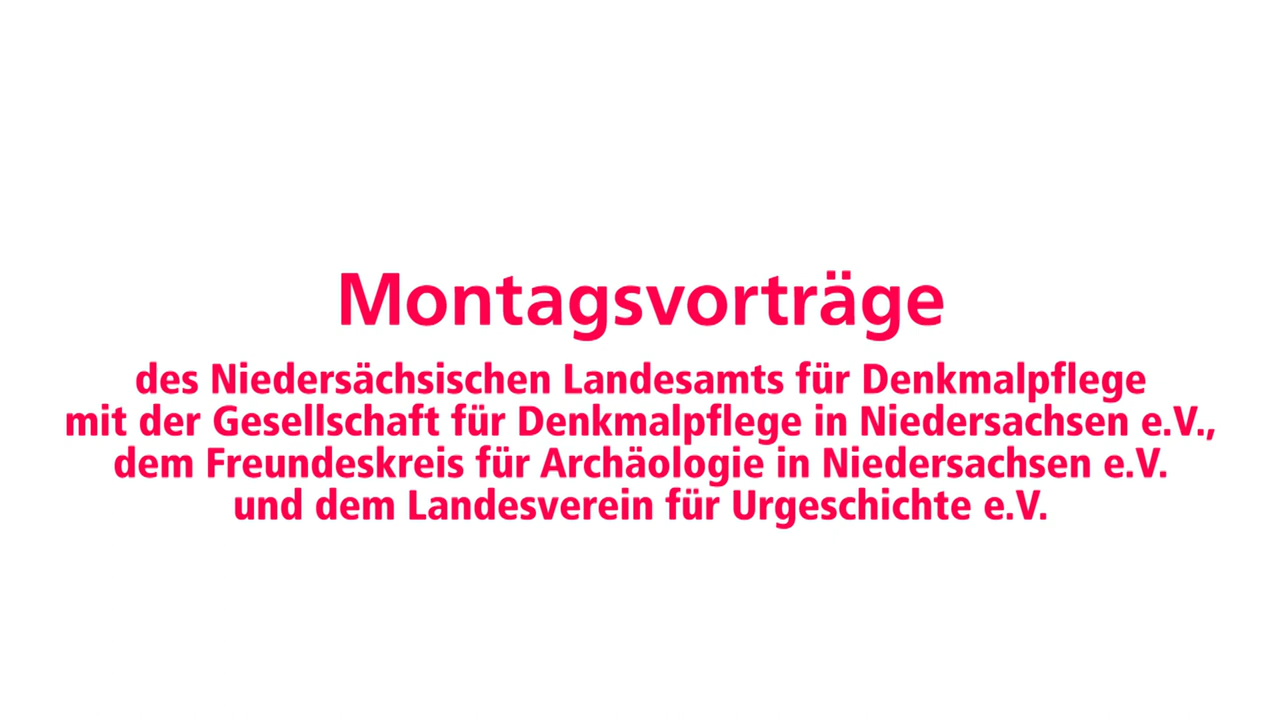 Montagsvorträge
des Niedersächsischen Landesamts für Denkmalpflege
mit der Gesellschaft für Denkmalpflege in Niedersachsen e.V.,
dem Freundeskreis für Archäologie in Niedersachsen e.V.
und dem Landesverein für Urgeschichte e.V.